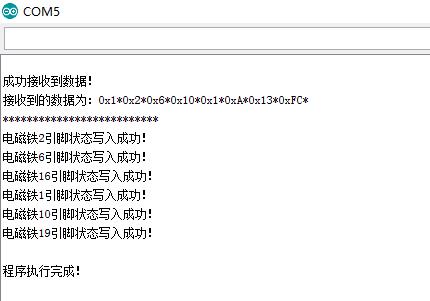 COM5
成功接收到数据！
接收到的数据为：0x1*0x2*0x6*0x10*0x1*0xA*0x13*0xFC*
**************************
电磁铁2引脚状态写入成功！
电磁铁6引脚状态写入成功！
电磁铁16引脚状态写入成功！
电磁铁1引脚状态写入成功！
电磁铁10引脚状态写入成功！
电磁铁19引脚状态写入成功！
程序执行完成！